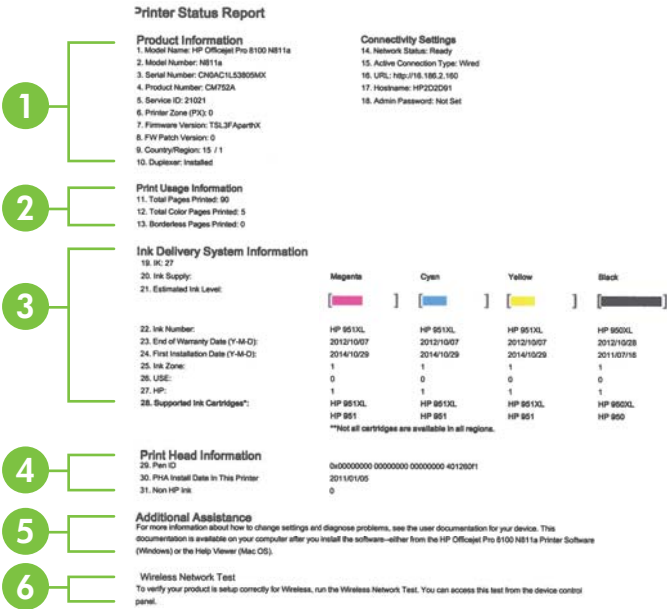 Printer Status Report
Product Information
1. Model Name: HP Officejet Pro 8100 N811a
2. Model Number: N811a
3. Serial Number: CN0AC1L53805MX
4. Product Number: CM752A
5. Service ID: 21021
6. Printer Zone (PX): 0
7. Firmware Version: TSL3FAparthX
8. FW Patch Version: 0
9. Country/Region: 15 / 1
10. Duplexer: Installed
Connectivity Settings
14. Network Status: Ready
15. Active Connection Type: Wired
16. URL: http://16.186.2.160
17. Hostname: HP2D2D91
18. Admin Password: Not Set
1
Print Usage Information
11. Total Pages Printed: 90
12. Total Color Pages Printed: 5
13. Borderless Pages Printed: 0
2
Ink Delivery System Information
19. IK: 27
20. Ink Supply: Magenta Cyan Yellow Black
21. Estimated Ink Level:
22. Ink Number: HP 951XL HP 951XL HP 951XL HP 950XL
23. End of Warranty Date (Y-M-D): 2012/10/07 2012/10/07 2012/10/07 2012/10/28
24. First Installation Date (Y-M-D): 2014/10/29 2014/10/29 2014/10/29 2011/07/16
25. Ink Zone: 1 1 1 1
26. USE: 0 0 0 0
27. HP: 1 1 1 1
28. Supported Ink Cartridges*: HP 951XL HP 951XL HP 951XL HP 950XL
HP 951 HP 951 HP 951 HP 950
**Not all cartridges are available in all regions.
3
Print Head Information
29. Pen ID 0x00000000 00000000 00000000 401260f1
30. PHA Install Date In This Printer 2011/01/05
31. Non HP Ink 0
4
Additional Assistance
For more information about how to change settings and diagnose problems, see the user documentation for your device. This
documentation is available on your computer after you install the software--either from the HP Officejet Pro 8100 N811a Printer Software
(Windows) or the Help Viewer (Mac OS).
5
Wireless Network Test
To verify your product is setup correctly for Wireless, run the Wireless Network Test. You can access this test from the device control
panel.
6